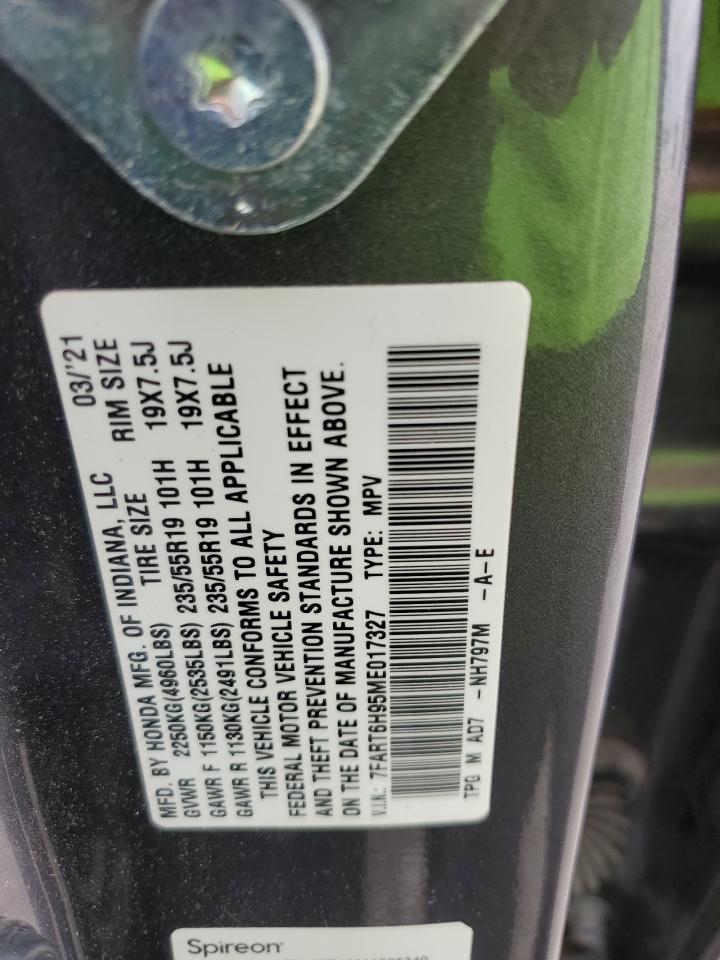 MFD. BY HONDA MFG. OF INDIANA, LLC 03/'21
GVWR 2250KG(4960LBS) TIRE SIZE RIM SIZE
GAWR F 1150KG(2535LBS) 235/55R19 101H 19X7.5J
GAWR R 1130KG(2491LBS) 235/55R19 101H 19X7.5J
THIS VEHICLE CONFORMS TO ALL APPLICABLE
FEDERAL MOTOR VEHICLE SAFETY
AND THEFT PREVENTION STANDARDS IN EFFECT
ON THE DATE OF MANUFACTURE SHOWN ABOVE.
V.I.N.: 7FART6H95ME017327 TYPE: MPV
TPG M AD7 -NH797M -A-E
Spireon